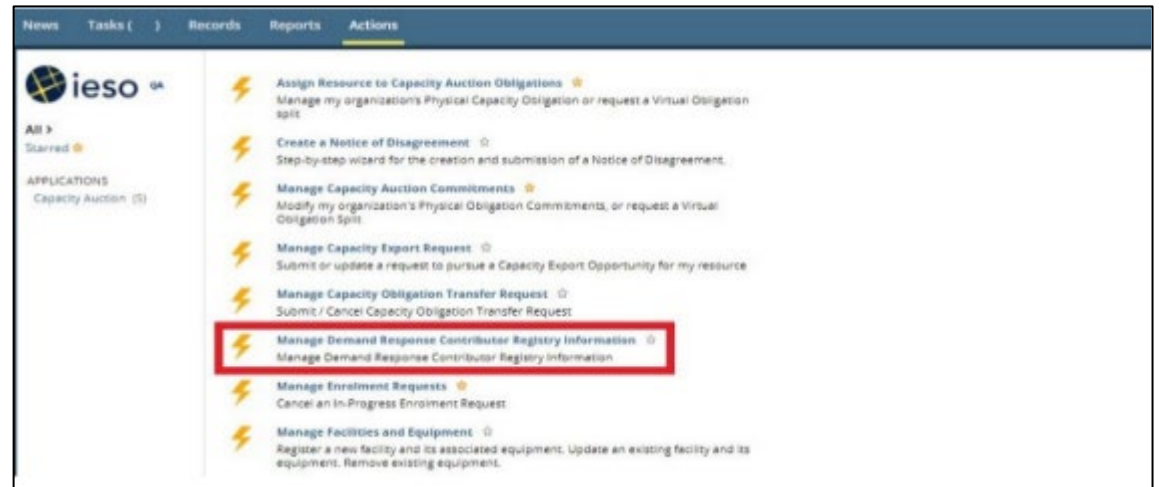 News Tasks ( ) Records Reports Actions
ieso QA
All >
Starred
APPLICATIONS
Capacity Auction (5)
Assign Resource to Capacity Auction Obligations
Manage my organization's Physical Capacity Obligation or request a Virtual Obligation
split
Create a Notice of Disagreement
Step-by-step wizard for the creation and submission of a Notice of Disagreement.
Manage Capacity Auction Commitments
Modify my organization's Physical Obligation Commitments, or request a Virtual
Obligation Split
Manage Capacity Export Request
Submit or update a request to pursue a Capacity Export Opportunity for my resource
Manage Capacity Obligation Transfer Request
Submit / Cancel Capacity Obligation Transfer Request
Manage Demand Response Contributor Registry Information
Manage Demand Response Contributor Registry Information
Manage Enrolment Requests
Cancel an In-Progress Enrolment Request
Manage Facilities and Equipment
Register a new facility and its associated equipment. Update an existing facility and its
equipment. Remove existing equipment.